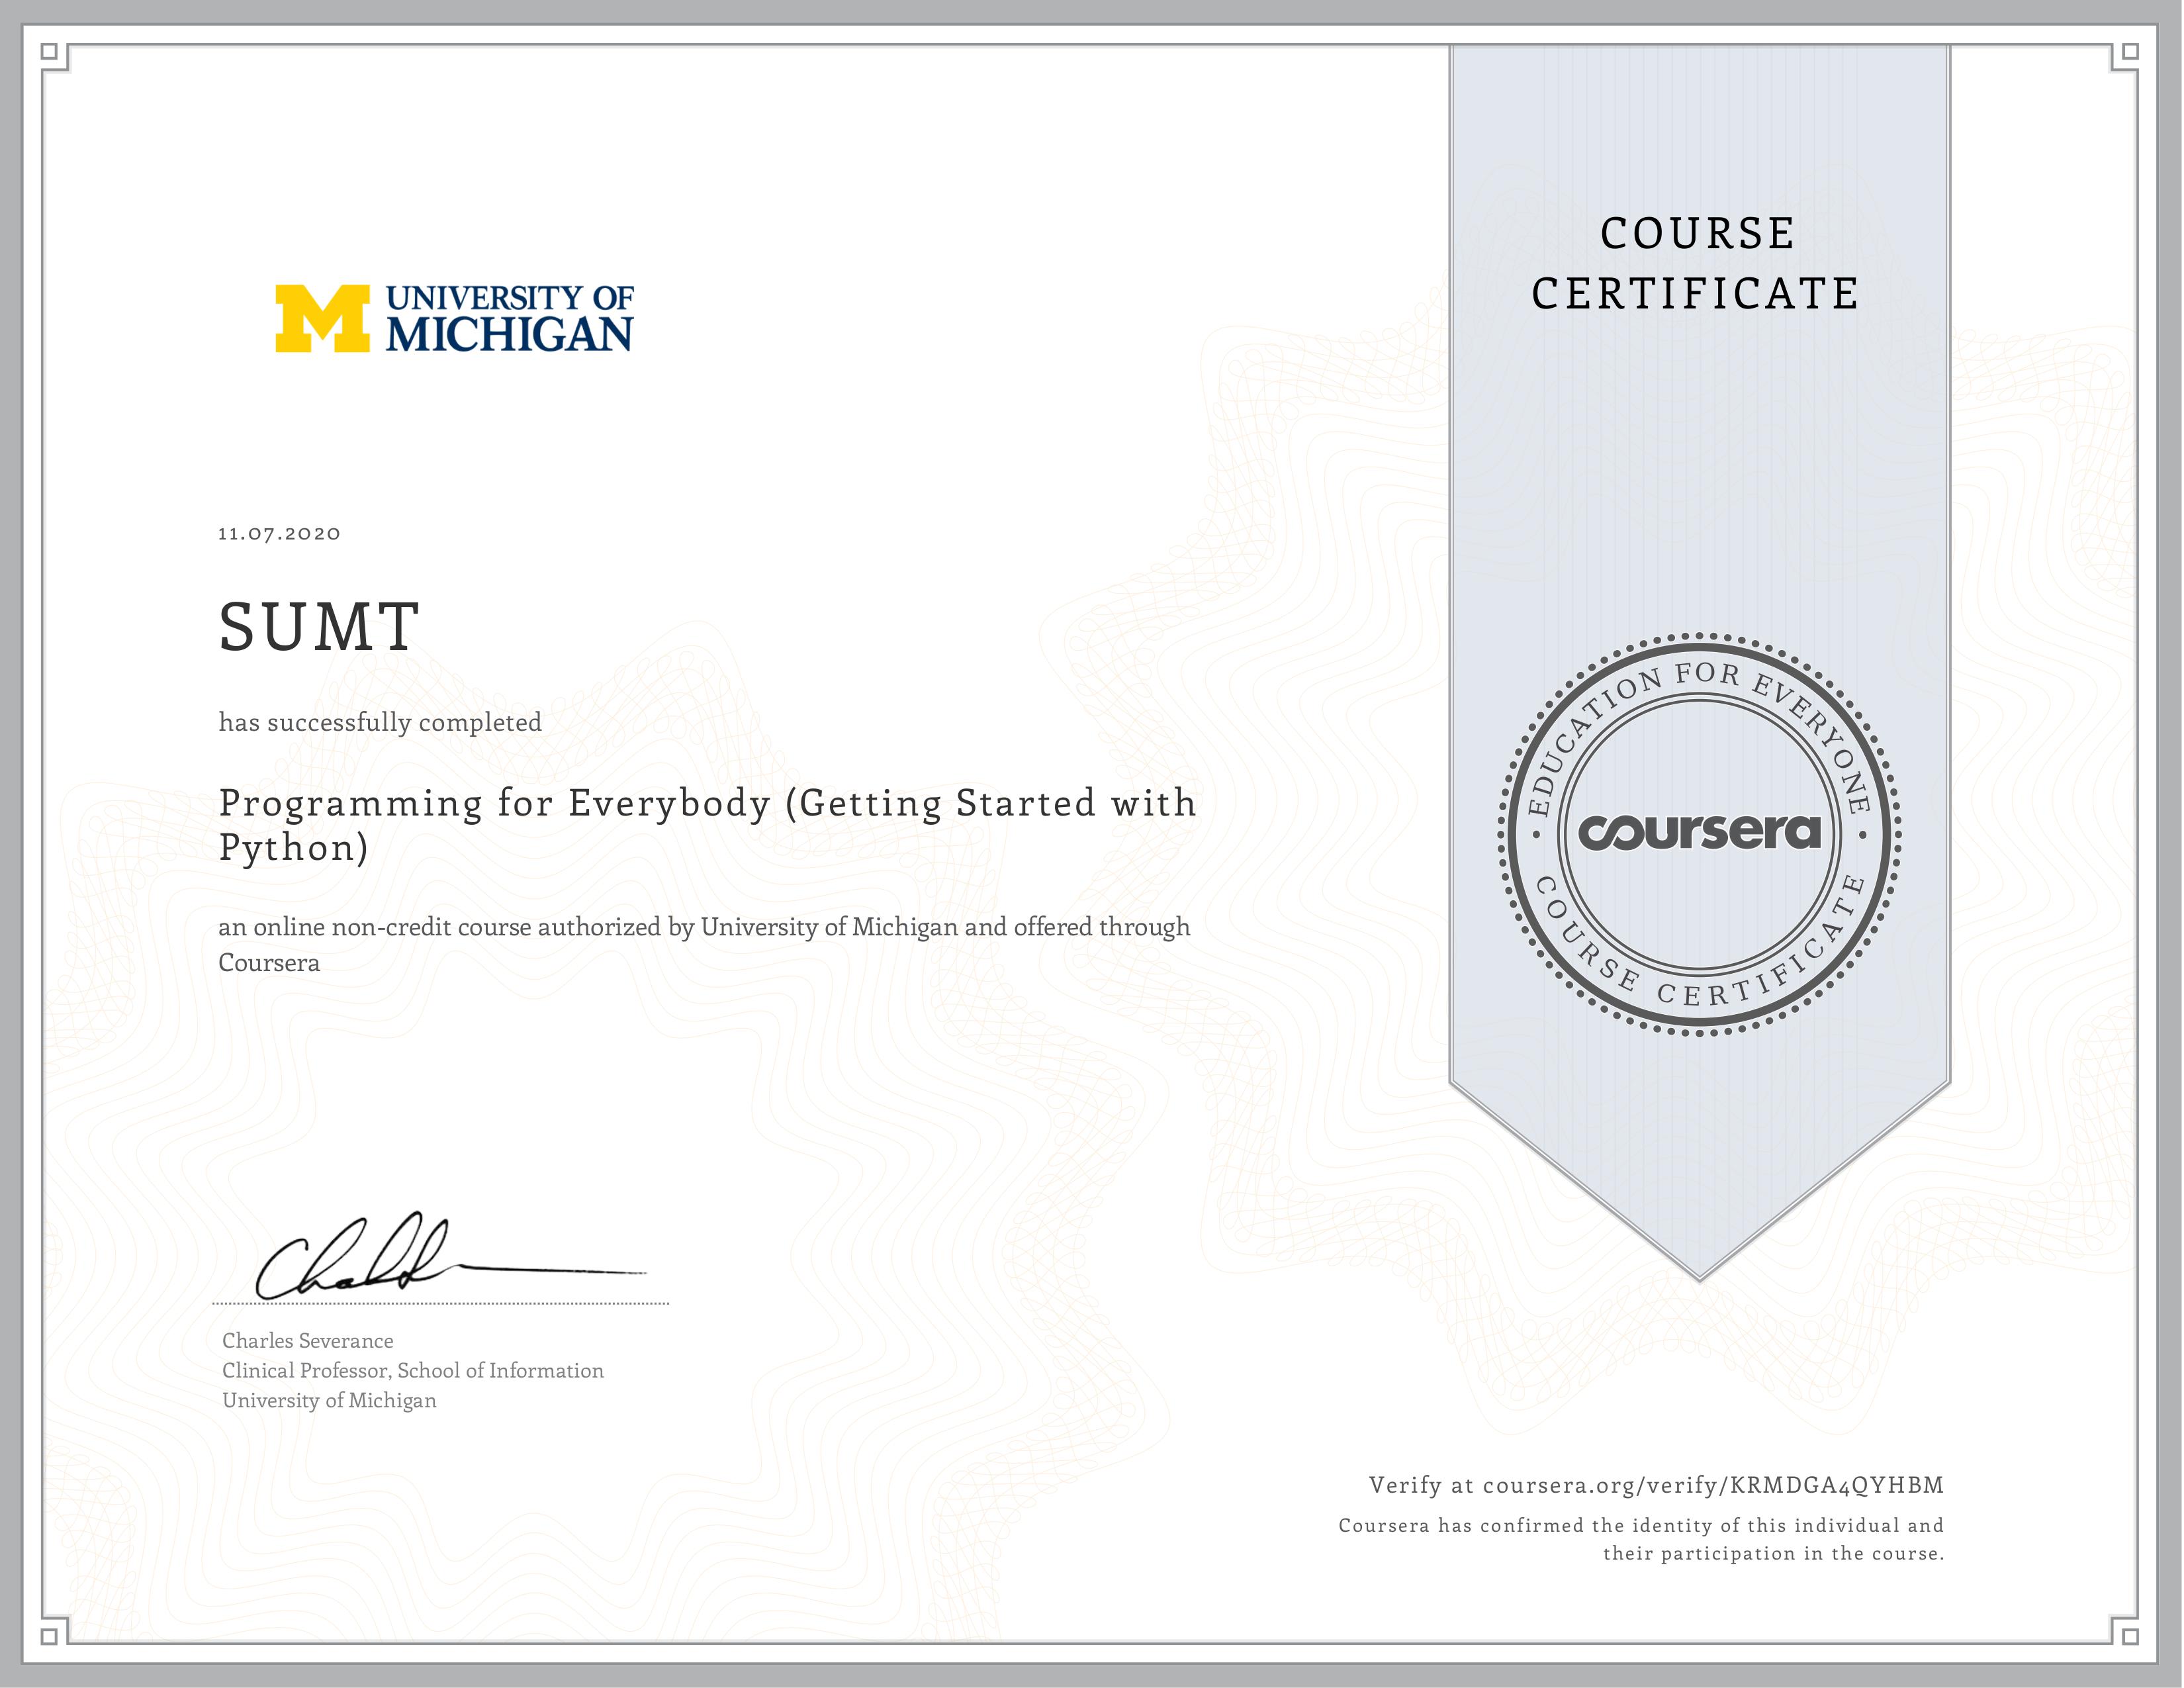 COURSE
CERTIFICATE
UNIVERSITY OF
MICHIGAN
11.07.2020
SUMT
has successfully completed
Programming for Everybody (Getting Started with
Python)
an online non-credit course authorized by University of Michigan and offered through
Coursera
EDUCATION FOR EVERYONE
coursera
COURSE CERTIFICATE
Charles Severance
Clinical Professor, School of Information
University of Michigan
Verify at coursera.org/verify/KRMDGA4QYHBM
Coursera has confirmed the identity of this individual and
their participation in the course.